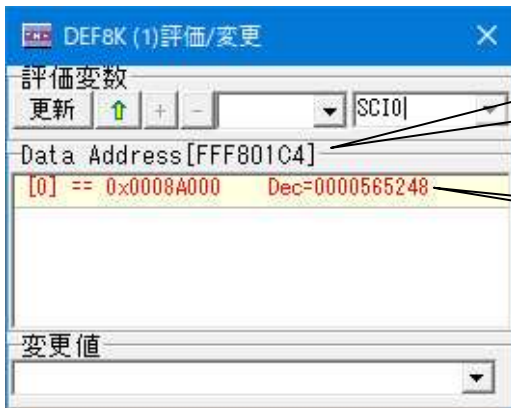 DEF8K (1)評価/変更
評価変数
更新 + - SCI0
Data Address[FFF801C4]
[0] == 0x0008A000 Dec=0000565248
変更値